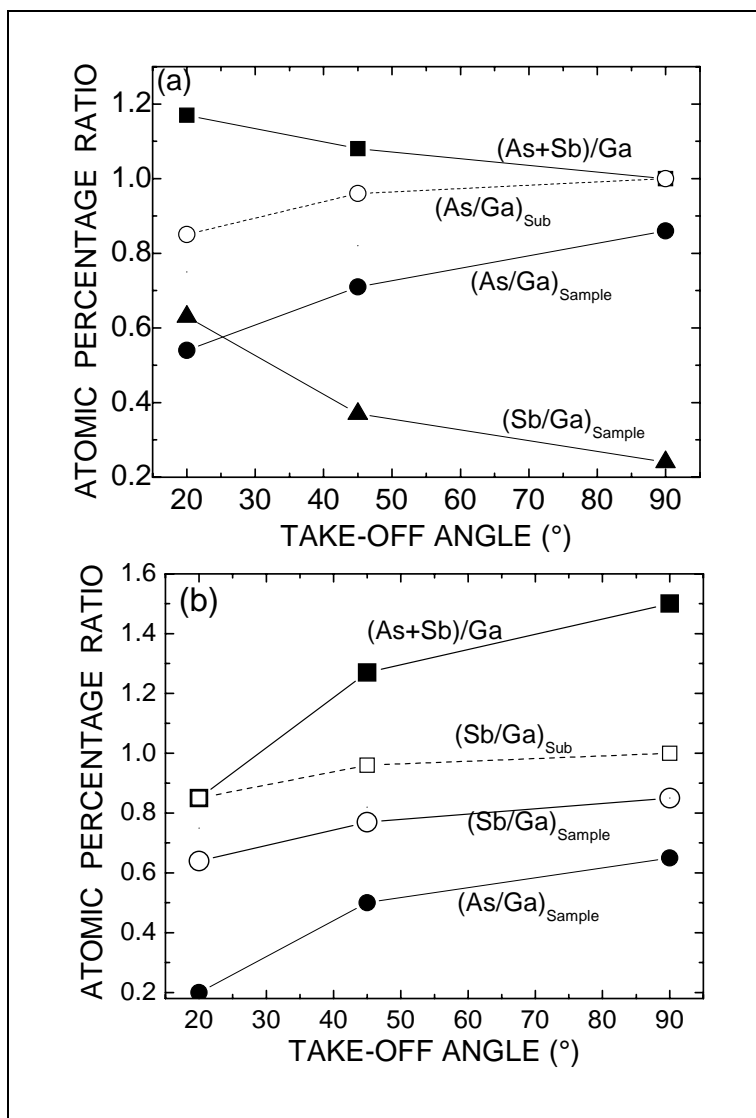 (a)
ATOMIC PERCENTAGE RATIO
1.2
1.0
0.8
0.6
0.4
0.2
(As+Sb)/Ga
(As/Ga)Sub
(As/Ga)Sample
(Sb/Ga)Sample
20 30 40 50 60 70 80 90
TAKE-OFF ANGLE (°)
(b)
ATOMIC PERCENTAGE RATIO
1.6
1.4
1.2
1.0
0.8
0.6
0.4
0.2
(As+Sb)/Ga
(Sb/Ga)Sub
(Sb/Ga)Sample
(As/Ga)Sample
20 30 40 50 60 70 80 90
TAKE-OFF ANGLE (°)